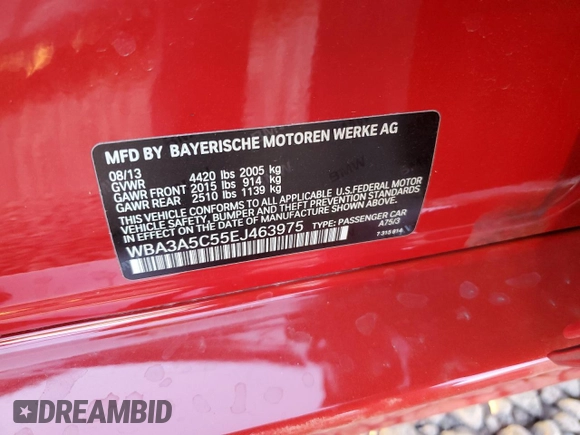 MFD BY BAYERISCHE MOTOREN WERKE AG
08/13
GVWR 4420 lbs 2005 kg
GAWR FRONT 2015 lbs 914 kg
GAWR REAR 2510 lbs 1139 kg
THIS VEHICLE CONFORMS TO ALL APPLICABLE U.S.FEDERAL MOTOR
VEHICLE SAFETY, BUMPER AND THEFT PREVENTION STANDARDS
IN EFFECT ON THE DATE OF MANUFACTURE SHOWN ABOVE.
WBA3A5C55EJ463975 TYPE: PASSENGER CAR
A75/3
7 315 614
DREAMBID